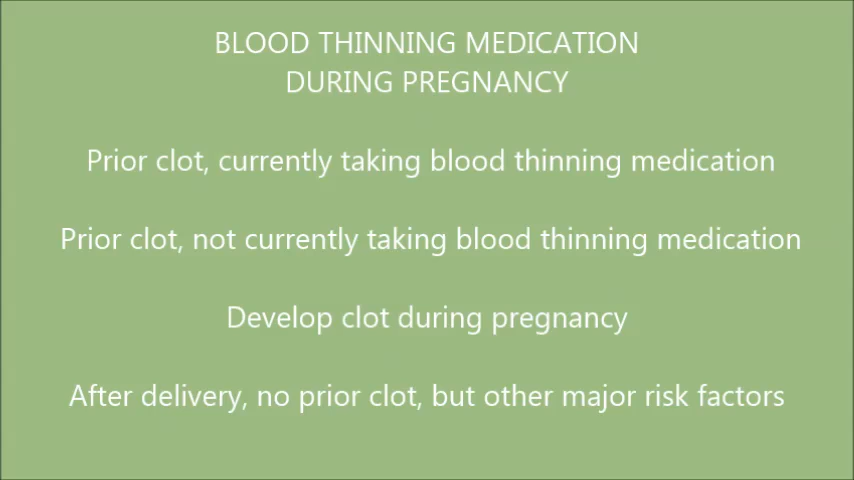 BLOOD THINNING MEDICATION
DURING PREGNANCY
Prior clot, currently taking blood thinning medication
Prior clot, not currently taking blood thinning medication
Develop clot during pregnancy
After delivery, no prior clot, but other major risk factors